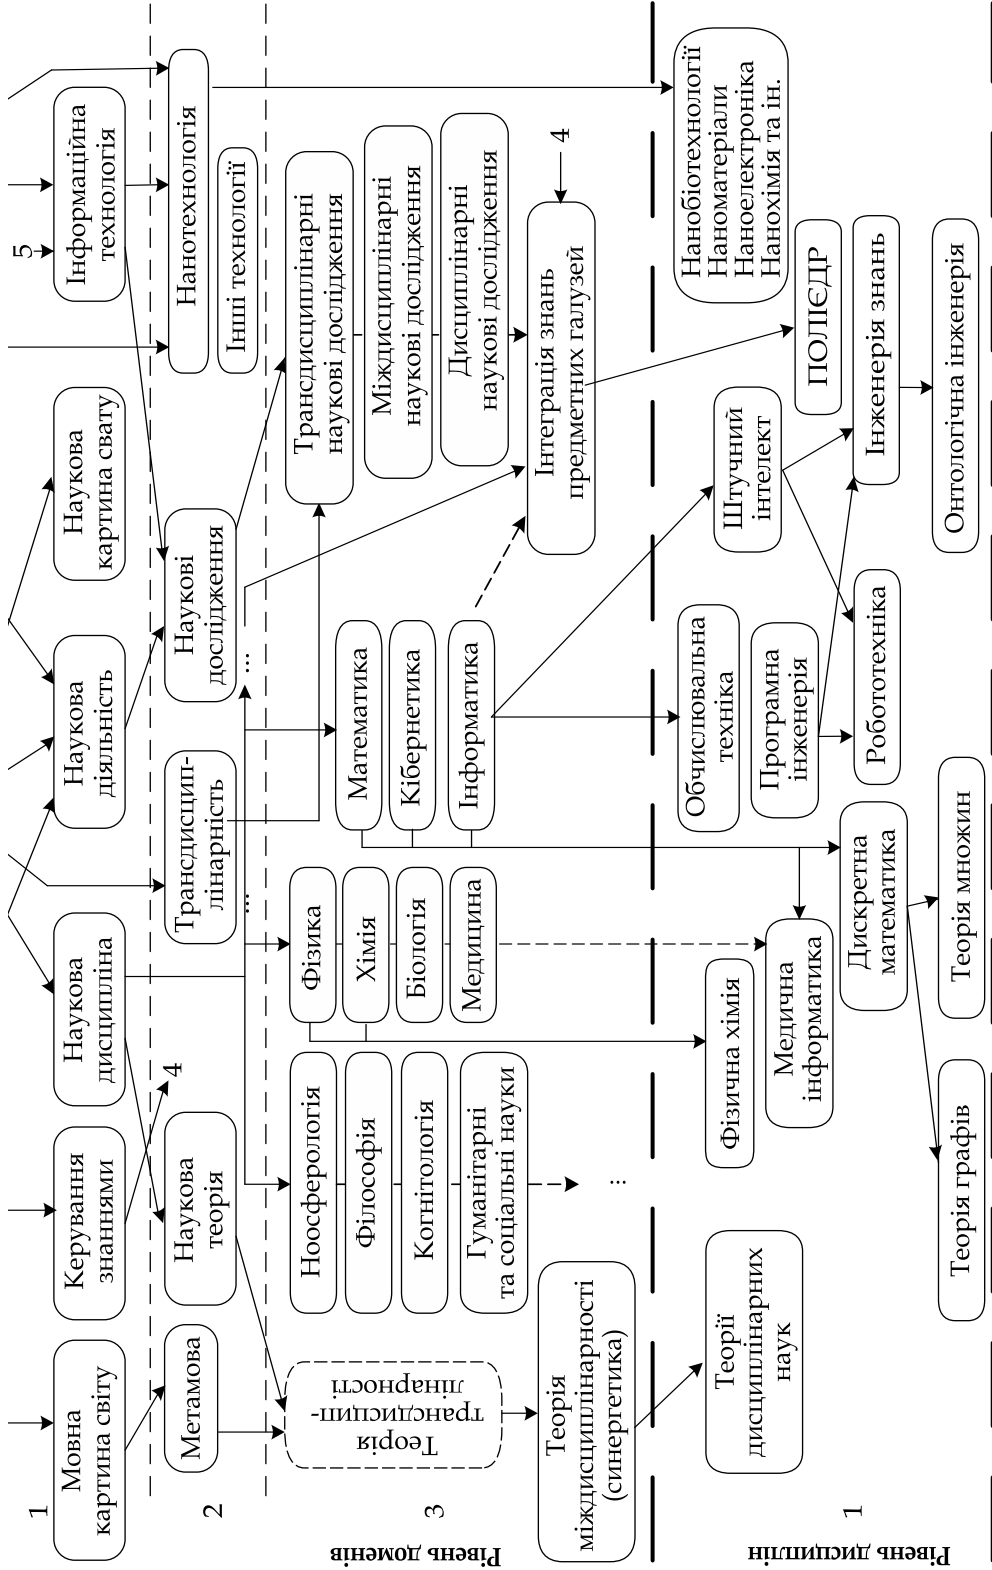 1
Мовна
картина світу
Керування
знаннями
Наукова
дисципліна
Наукова
діяльність
Наукова
картина свату
5
Інформаційна
технологія
2
Метамова
Наукова
теорія
4
Трансдисцип-
лінарність
Наукові
дослідження
Нанотехнологія
Інші технології
...
...
Рівень доменів
3
Теорія
трансдисцип-
лінарності
Теорія
міждисциплінарності
(синергетика)
Ноосферологія
Філософія
Когнітологія
Гуманітарні
та соціальні науки
...
Фізика
Хімія
Біологія
Медицина
Математика
Кібернетика
Інформатика
Трансдисциплінарні
наукові дослідження
Міждисциплінарні
наукові дослідження
Дисциплінарні
наукові дослідження
Інтеграція знань
предметних галузей
4
Рівень дисциплін
1
Теорії
дисциплінарних
наук
Фізична хімія
Медична
інформатика
Обчислювальна
техніка
Програмна
інженерія
Штучний
інтелект
Нанобіотехнології
Наноматеріали
Наноелектроніка
Нанохімія та ін.
ПОЛІЄДР
Дискретна
математика
Робототехніка
Інженерія знань
Теорія графів
Теорія множин
Онтологічна інженерія